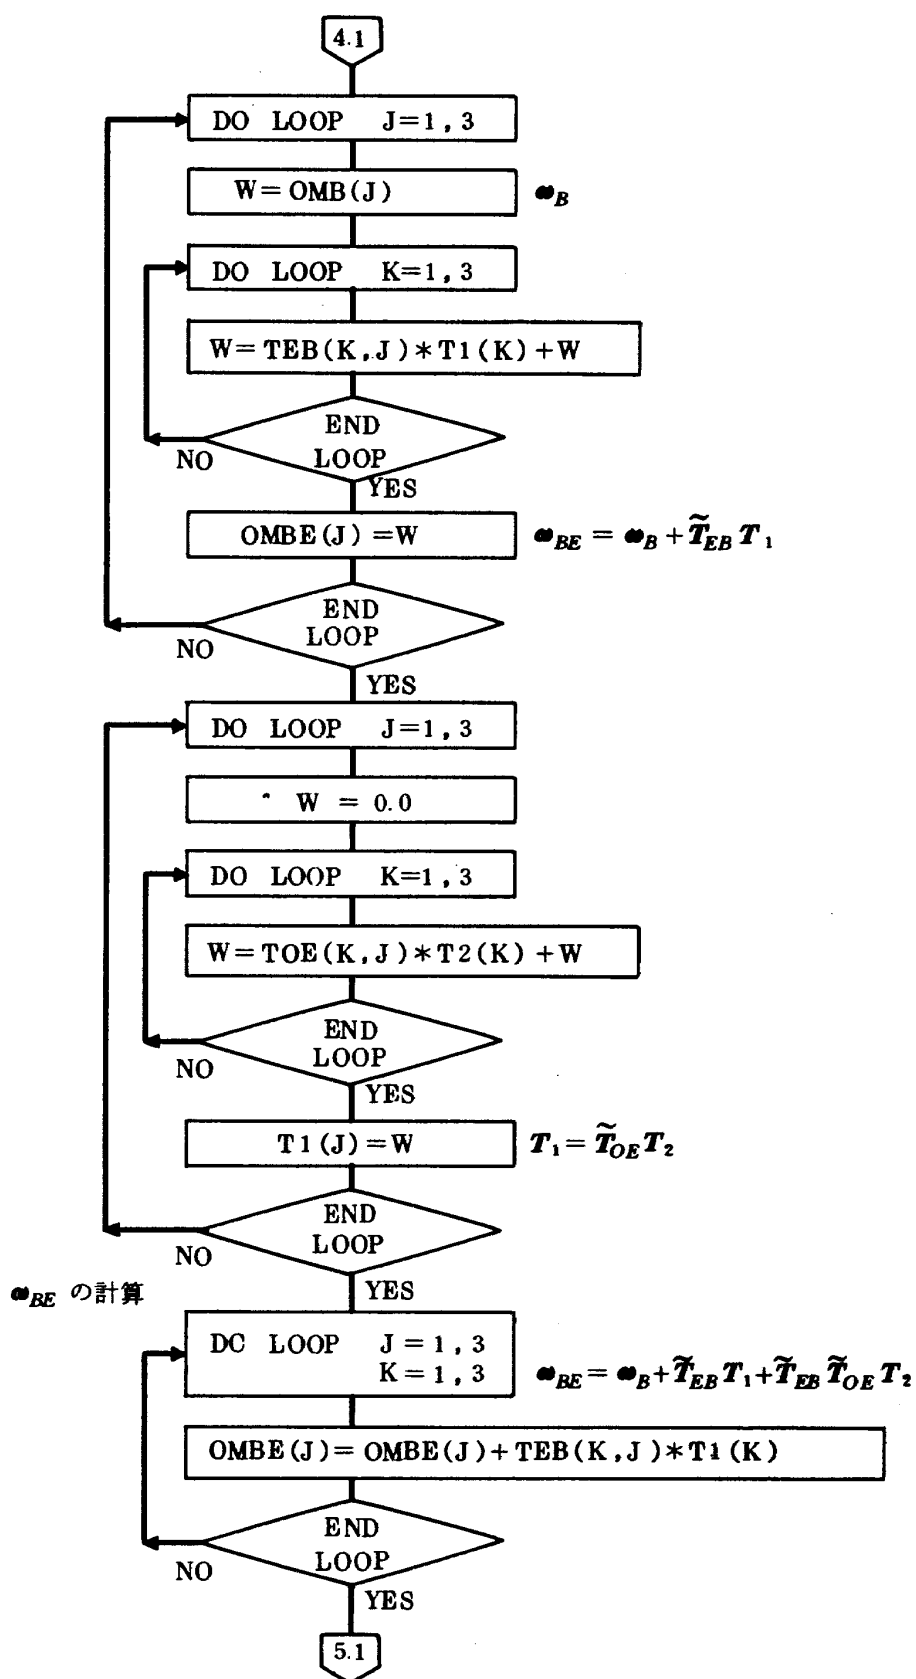 4.1
DO LOOP J=1,3
W=OMB(J) ω_B
DO LOOP K=1,3
W=TEB(K,J)*T1(K)+W
END
LOOP
NO
YES
OMBE(J)=W ω_BE = ω_B + T̃_EB T_1
END
LOOP
NO
YES
DO LOOP J=1,3
W = 0.0
DO LOOP K=1,3
W=TOE(K,J)*T2(K)+W
END
LOOP
NO
YES
T1(J)=W T_1 = T̃_OE T_2
END
LOOP
NO
YES
ω_BE の計算
DO LOOP J=1,3
K=1,3
ω_BE = ω_B + T̃_EB T_1 + T̃_EB T̃_OE T_2
OMBE(J)=OMBE(J)+TEB(K,J)*T1(K)
END
LOOP
NO
YES
5.1